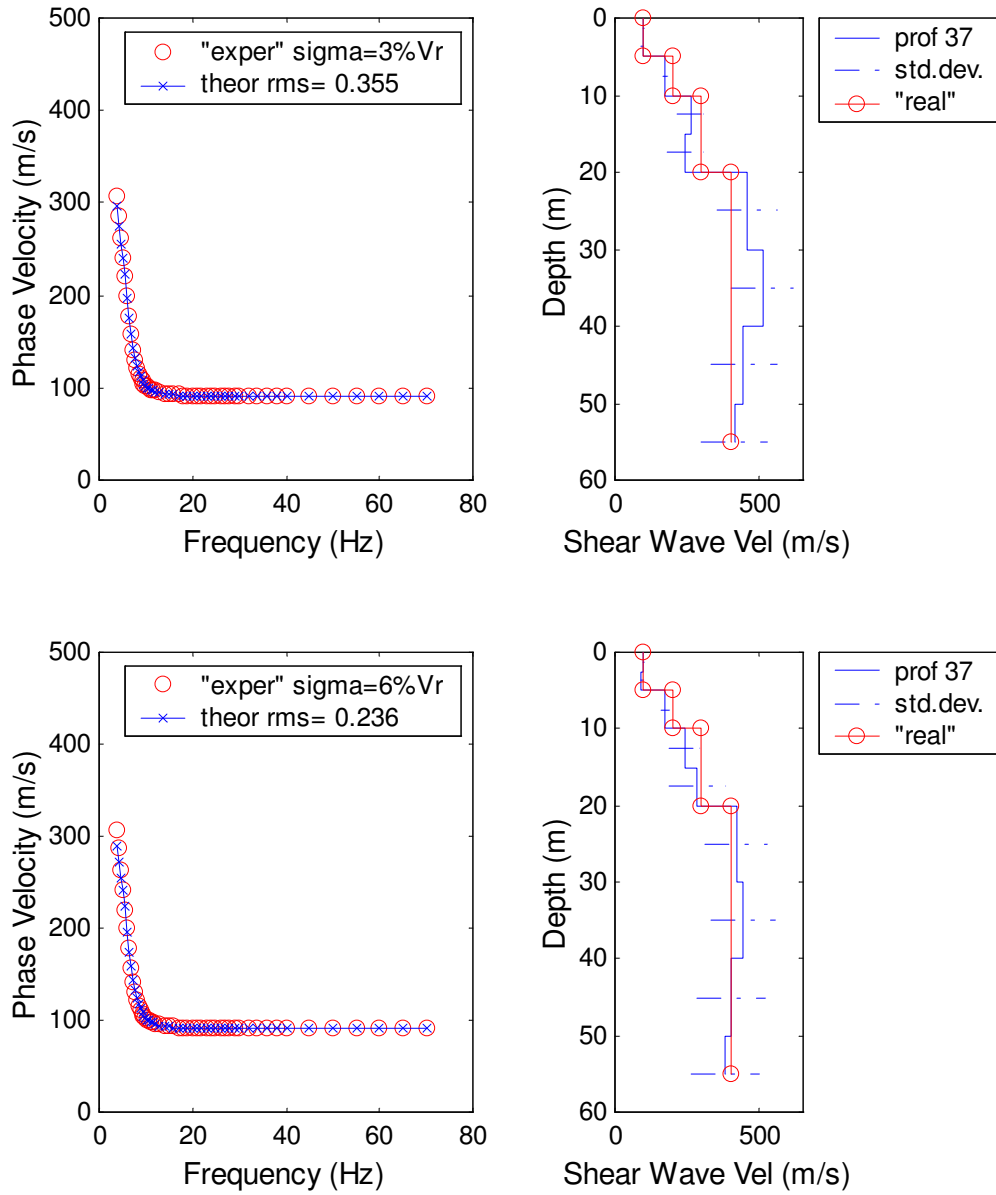 500
400
300
200
100
0
Phase Velocity (m/s)
"exper" sigma=3%Vr
theor rms= 0.355
0 20 40 60 80
Frequency (Hz)
0
10
20
30
40
50
60
Depth (m)
0 500
Shear Wave Vel (m/s)
prof 37
std.dev.
"real"
500
400
300
200
100
0
Phase Velocity (m/s)
"exper" sigma=6%Vr
theor rms= 0.236
0 20 40 60 80
Frequency (Hz)
0
10
20
30
40
50
60
Depth (m)
0 500
Shear Wave Vel (m/s)
prof 37
std.dev.
"real"